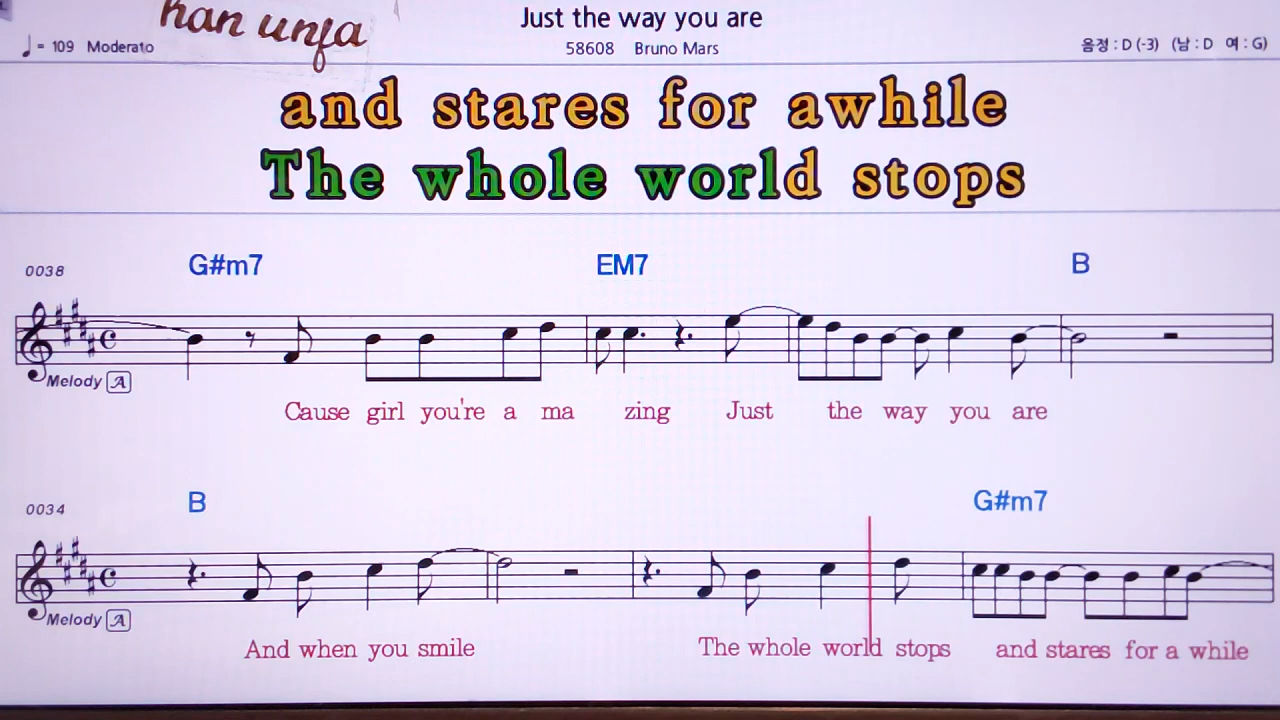 han unja
Just the way you are
♩ = 109 Moderato
58608 Bruno Mars
음정 : D (-3) (남 : D 여 : G)
and stares for awhile
The whole world stops
0038
G#m7 EM7 B
Melody A
Cause girl you're a ma zing Just the way you are
0034
B G#m7
Melody A
And when you smile The whole world stops and stares for a while